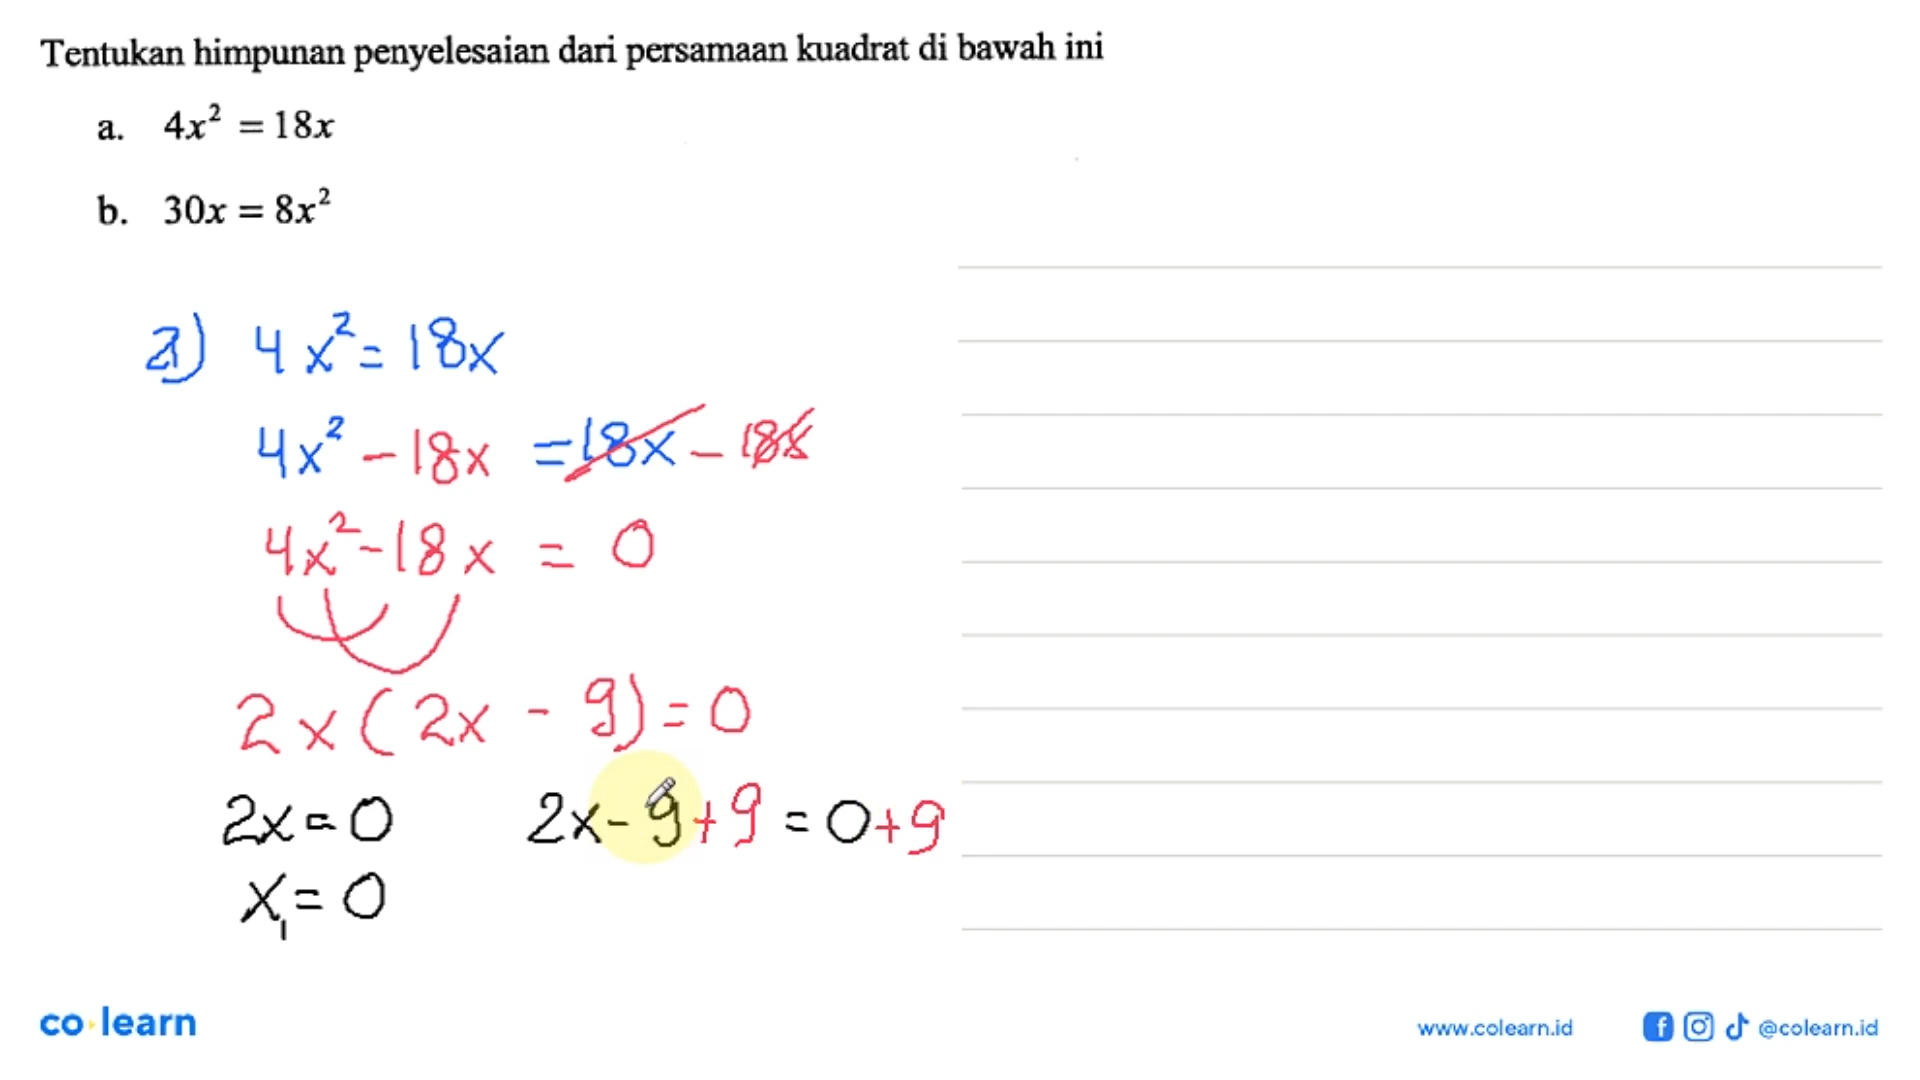 Tentukan himpunan penyelesaian dari persamaan kuadrat di bawah ini
a. 4x² = 18x
b. 30x = 8x²
a) 4x² = 18x
4x² - 18x = 18x - 18x
4x² - 18x = 0
2x (2x - 9) = 0
2x = 0 2x - 9 + 9 = 0 + 9
x₁ = 0
co learn
www.colearn.id @colearn.id